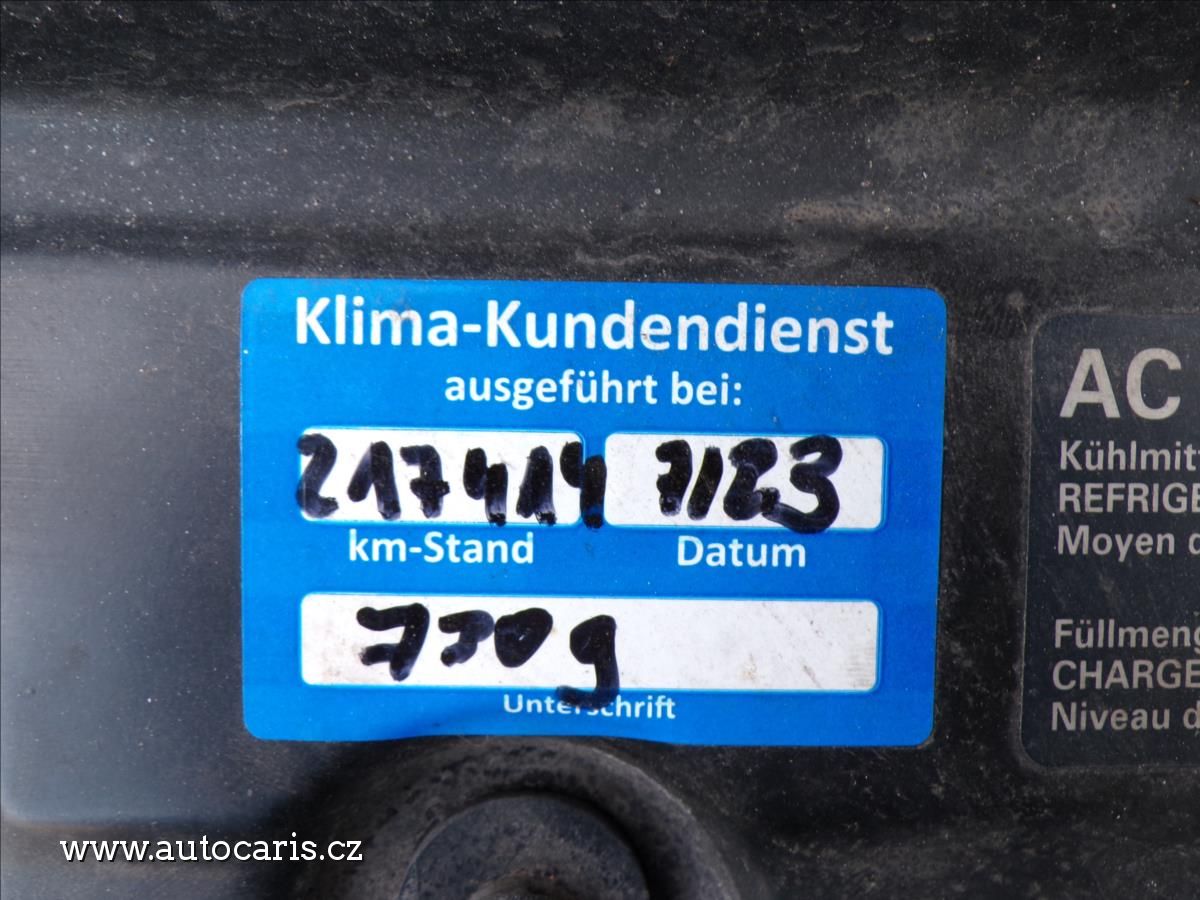 Klima-Kundendienst
ausgeführt bei:
217414 7/23
km-Stand Datum
730g
Unterschrift
AC
Kühlmit
REFRIGE
Moyen d
Füllmeng
CHARGE
Niveau d
www.autocaris.cz